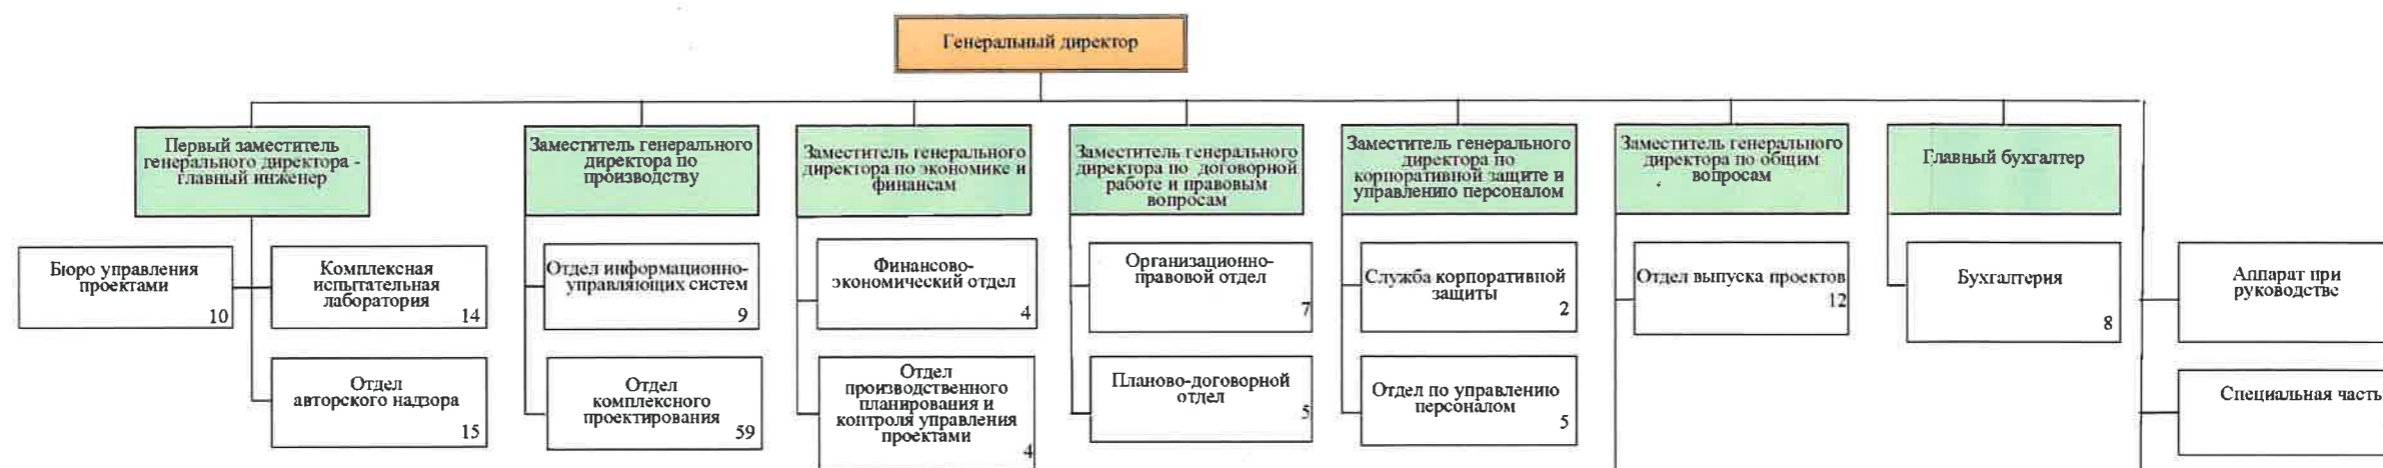 Генеральный директор
Первый заместитель
генерального директора -
главный инженер
Заместитель генерального
директора по
производству
Заместитель генерального
директора по экономике и
финансам
Заместитель генерального
директора по договорной
работе и правовым
вопросам
Заместитель генерального
директора по
корпоративной защите и
управлению персоналом
Заместитель генерального
директора по общим
вопросам
Главный бухгалтер
Бюро управления
проектами
10
Комплексная
испытательная
лаборатория
14
Отдел информационно-
управляющих систем
9
Финансово-
экономический отдел
4
Организационно-
правовой отдел
7
Служба корпоративной
защиты
2
Отдел выпуска проектов
12
Бухгалтерия
8
Аппарат при
руководстве
Отдел
авторского надзора
15
Отдел
комплексного
проектирования
59
Отдел
производственного
планирования и
контроля управления
проектами
4
Планово-договорной
отдел
5
Отдел по управлению
персоналом
5
Специальная часть